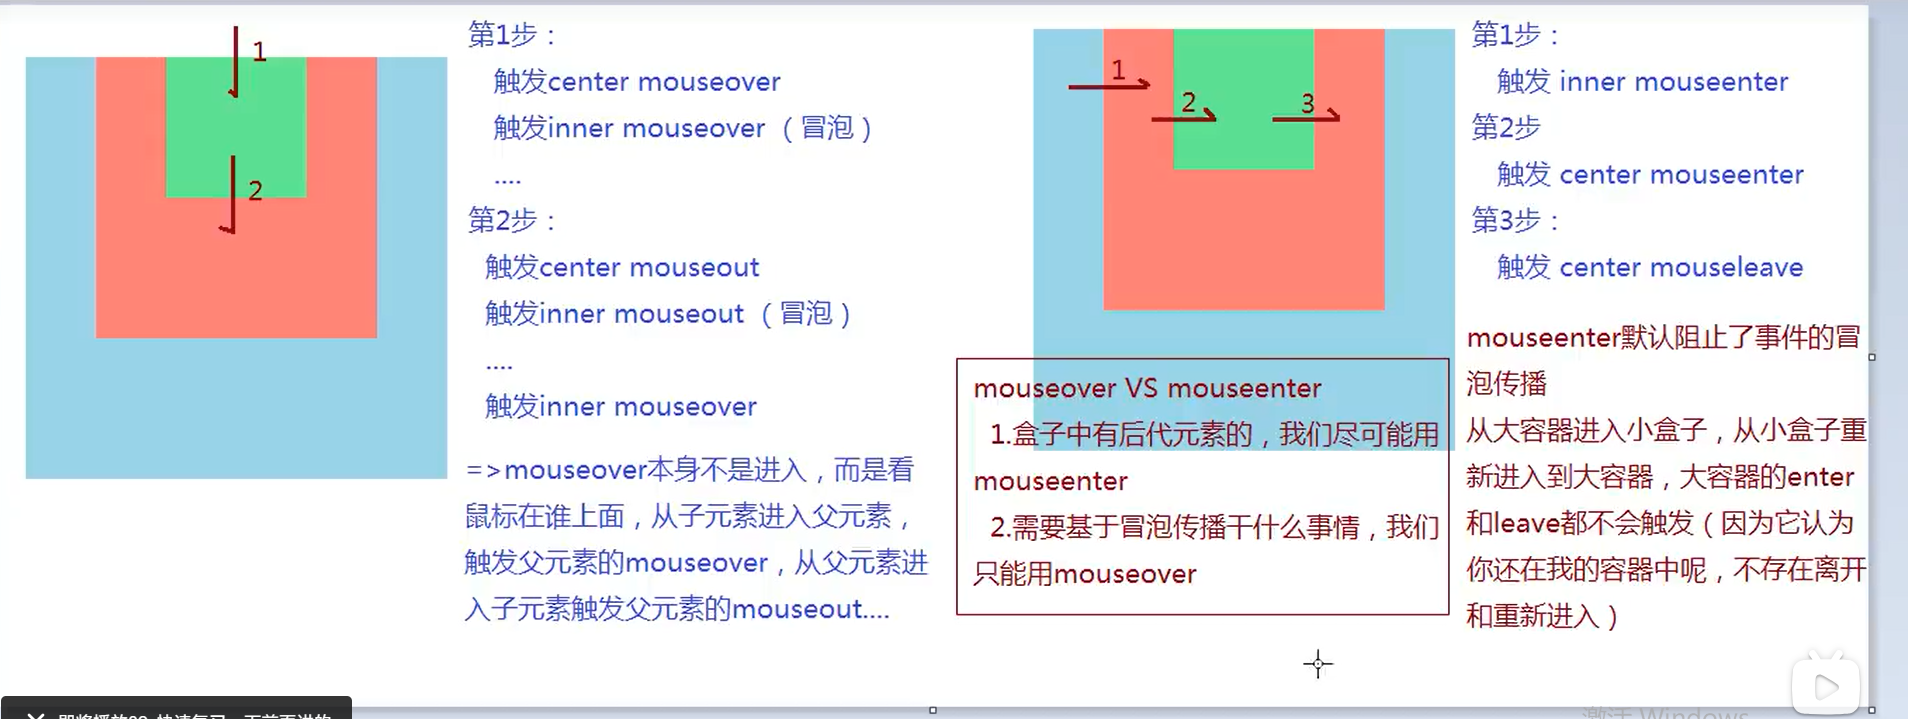 1
2
第1步：
触发center mouseover
触发inner mouseover （冒泡）
....
第2步：
触发center mouseout
触发inner mouseout （冒泡）
....
触发inner mouseover
=>mouseover本身不是进入，而是看
鼠标在谁上面，从子元素进入父元素，
触发父元素的mouseover，从父元素进
入子元素触发父元素的mouseout....
1
2
3
mouseover VS mouseenter
1.盒子中有后代元素的，我们尽可能用
mouseenter
2.需要基于冒泡传播干什么事情，我们
只能用mouseover
第1步：
触发 inner mouseenter
第2步
触发 center mouseenter
第3步：
触发 center mouseleave
mouseenter默认阻止了事件的冒
泡传播
从大容器进入小盒子，从小盒子重
新进入到大容器，大容器的enter
和leave都不会触发（因为它认为
你还在我的容器中呢，不存在离开
和重新进入）
激活 Windows